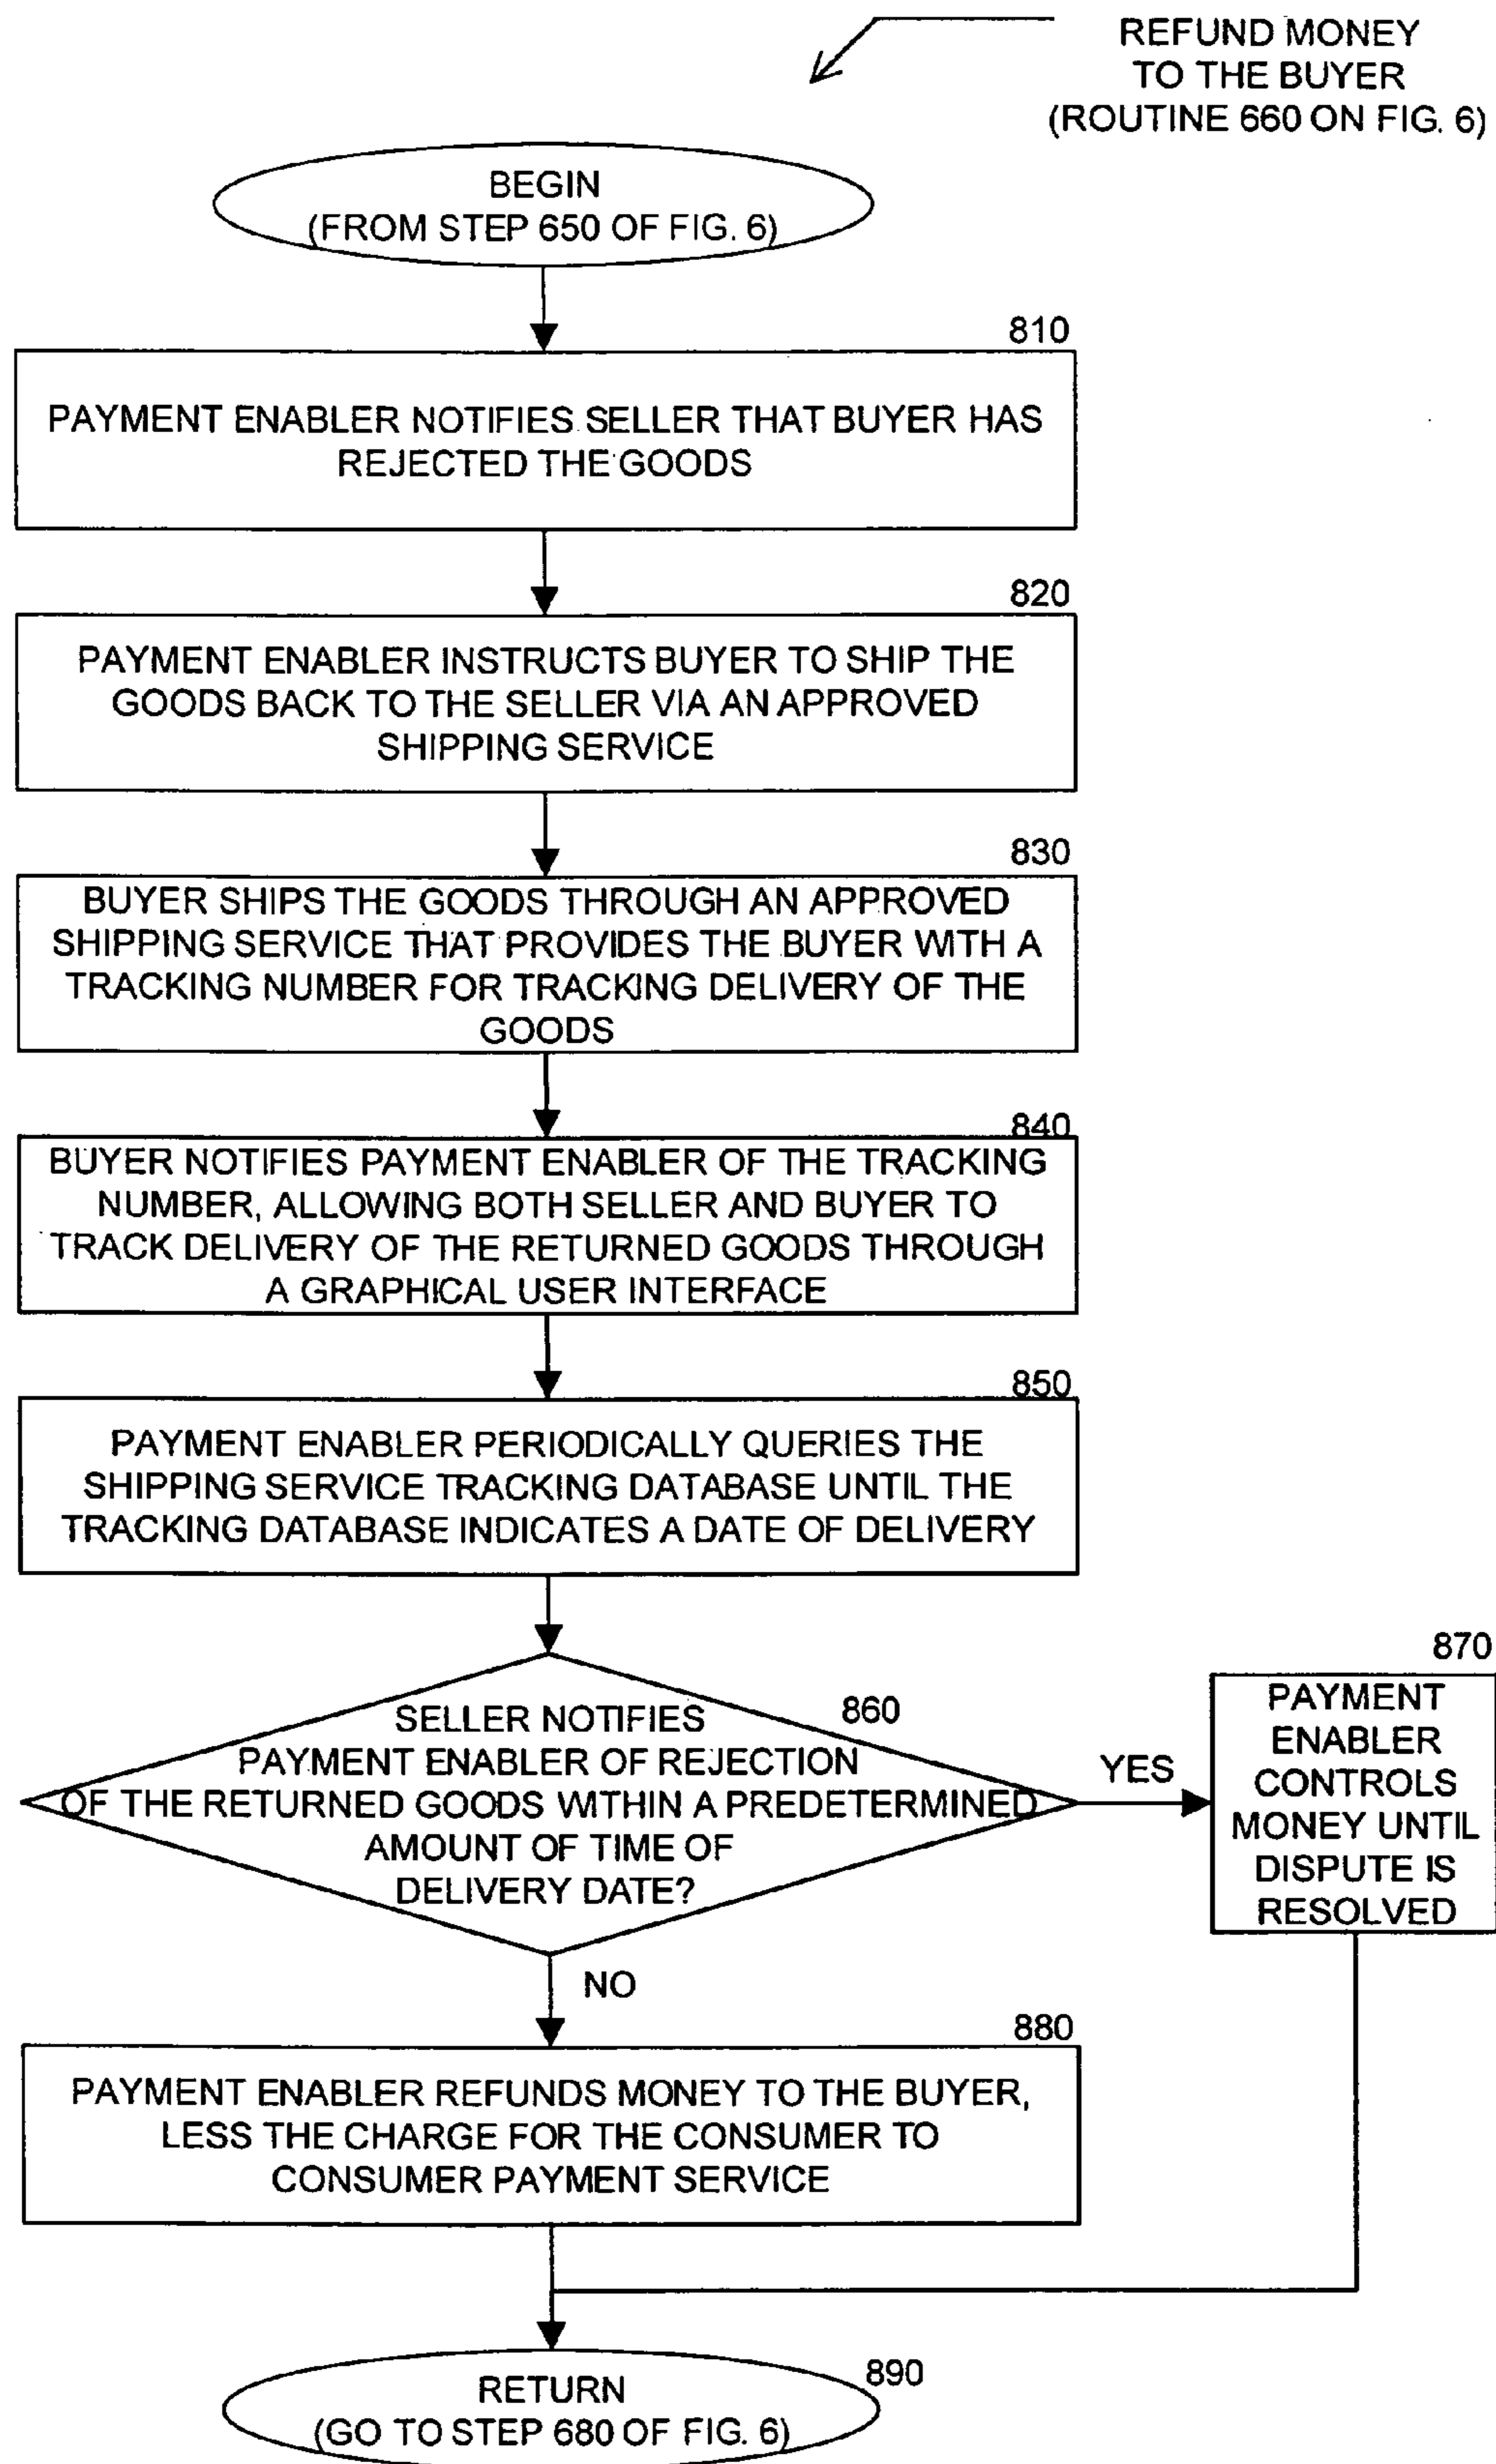 REFUND MONEY
TO THE BUYER
(ROUTINE 660 ON FIG. 6)
BEGIN
(FROM STEP 650 OF FIG. 6)
810
PAYMENT ENABLER NOTIFIES SELLER THAT BUYER HAS
REJECTED THE GOODS
820
PAYMENT ENABLER INSTRUCTS BUYER TO SHIP THE
GOODS BACK TO THE SELLER VIA AN APPROVED
SHIPPING SERVICE
830
BUYER SHIPS THE GOODS THROUGH AN APPROVED
SHIPPING SERVICE THAT PROVIDES THE BUYER WITH A
TRACKING NUMBER FOR TRACKING DELIVERY OF THE
GOODS
840
BUYER NOTIFIES PAYMENT ENABLER OF THE TRACKING
NUMBER, ALLOWING BOTH SELLER AND BUYER TO
TRACK DELIVERY OF THE RETURNED GOODS THROUGH
A GRAPHICAL USER INTERFACE
850
PAYMENT ENABLER PERIODICALLY QUERIES THE
SHIPPING SERVICE TRACKING DATABASE UNTIL THE
TRACKING DATABASE INDICATES A DATE OF DELIVERY
860
SELLER NOTIFIES
PAYMENT ENABLER OF REJECTION
OF THE RETURNED GOODS WITHIN A PREDETERMINED
AMOUNT OF TIME OF
DELIVERY DATE?
YES
870
PAYMENT
ENABLER
CONTROLS
MONEY UNTIL
DISPUTE IS
RESOLVED
NO
880
PAYMENT ENABLER REFUNDS MONEY TO THE BUYER,
LESS THE CHARGE FOR THE CONSUMER TO
CONSUMER PAYMENT SERVICE
890
RETURN
(GO TO STEP 680 OF FIG. 6)